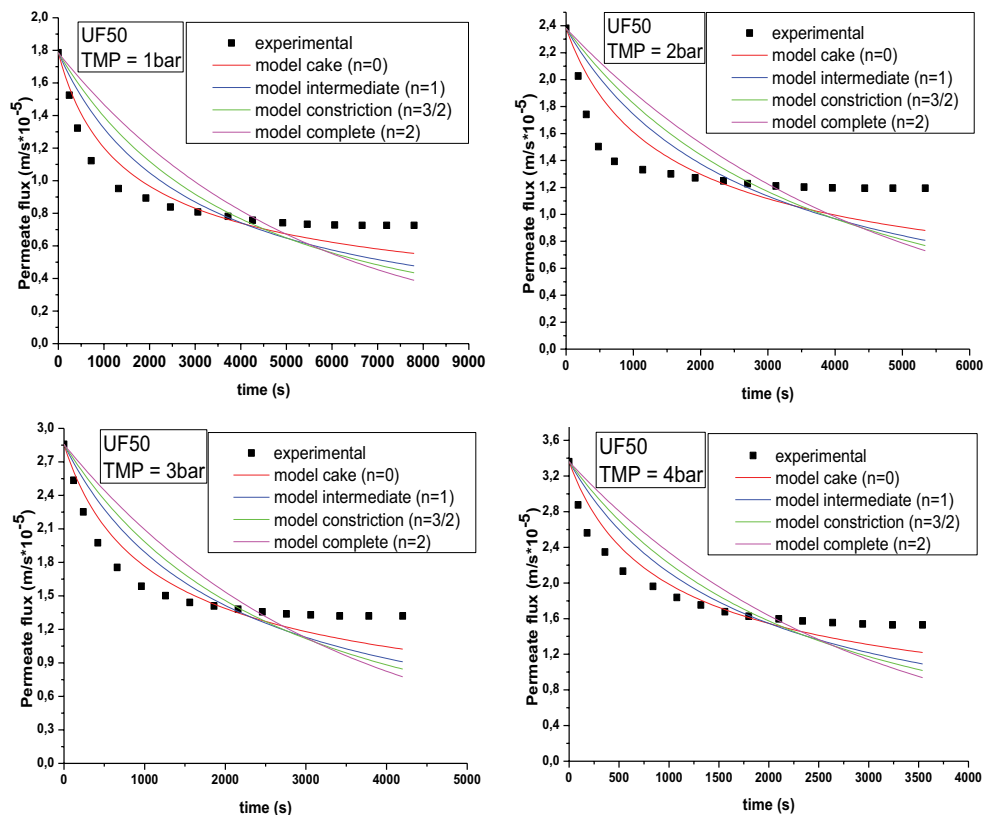 UF50
TMP = 1bar
experimental
model cake (n=0)
model intermediate (n=1)
model constriction (n=3/2)
model complete (n=2)
Permeate flux (m/s*10^-5)
2,0
1,8
1,6
1,4
1,2
1,0
0,8
0,6
0,4
0,2
0,0
0 1000 2000 3000 4000 5000 6000 7000 8000 9000
time (s)
UF50
TMP = 2bar
experimental
model cake (n=0)
model intermediate (n=1)
model constriction (n=3/2)
model complete (n=2)
Permeate flux (m/s*10^-5)
2,4
2,2
2,0
1,8
1,6
1,4
1,2
1,0
0,8
0,6
0,4
0,2
0,0
0 1000 2000 3000 4000 5000 6000
time (s)
UF50
TMP = 3bar
experimental
model cake (n=0)
model intermediate (n=1)
model constriction (n=3/2)
model complete (n=2)
Permeate flux (m/s*10^-5)
3,0
2,7
2,4
2,1
1,8
1,5
1,2
0,9
0,6
0,3
0,0
0 1000 2000 3000 4000 5000
time (s)
UF50
TMP = 4bar
experimental
model cake (n=0)
model intermediate (n=1)
model constriction (n=3/2)
model complete (n=2)
Permeate flux (m/s*10^-5)
3,6
3,2
2,8
2,4
2,0
1,6
1,2
0,8
0,4
0,0
0 500 1000 1500 2000 2500 3000 3500 4000
time (s)